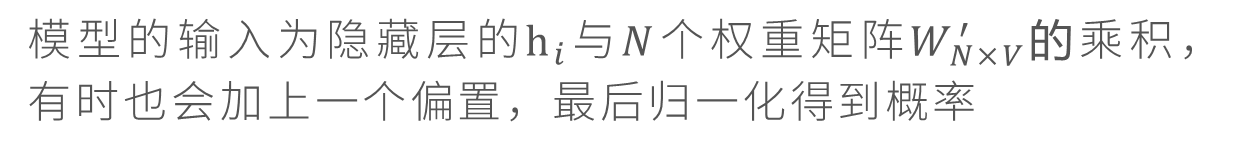 模型的输入为隐藏层的hᵢ与N个权重矩阵W′_{N×V}的乘积，
有时也会加上一个偏置，最后归一化得到概率